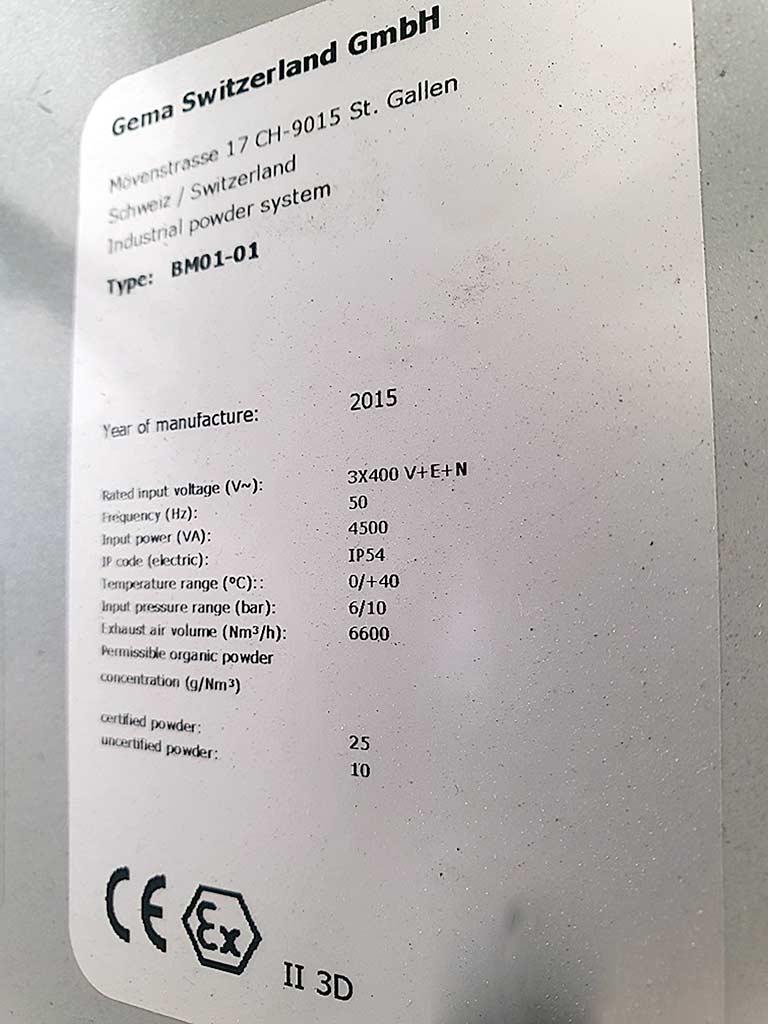 Gema Switzerland GmbH
Mövenstrasse 17 CH-9015 St. Gallen
Schweiz / Switzerland
Industrial powder system
Type: BM01-01
Year of manufacture: 2015
Rated input voltage (V~): 3X400 V+E+N
Frequency (Hz): 50
Input power (VA): 4500
IP code (electric): IP54
Temperature range (°C):: 0/+40
Input pressure range (bar): 6/10
Exhaust air volume (Nm³/h): 6600
Permissible organic powder
concentration (g/Nm³)
certified powder: 25
uncertified powder: 10
CE Ex II 3D